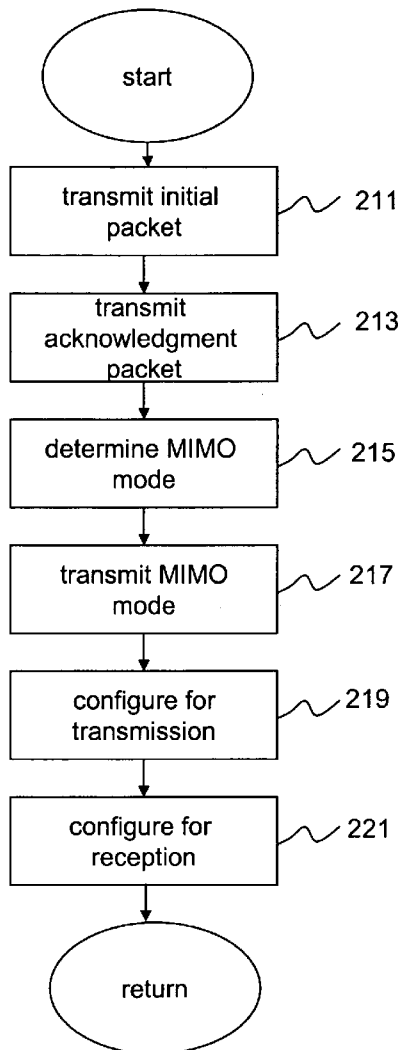 start
transmit initial
packet
211
transmit
acknowledgment
packet
213
determine MIMO
mode
215
transmit MIMO
mode
217
configure for
transmission
219
configure for
reception
221
return